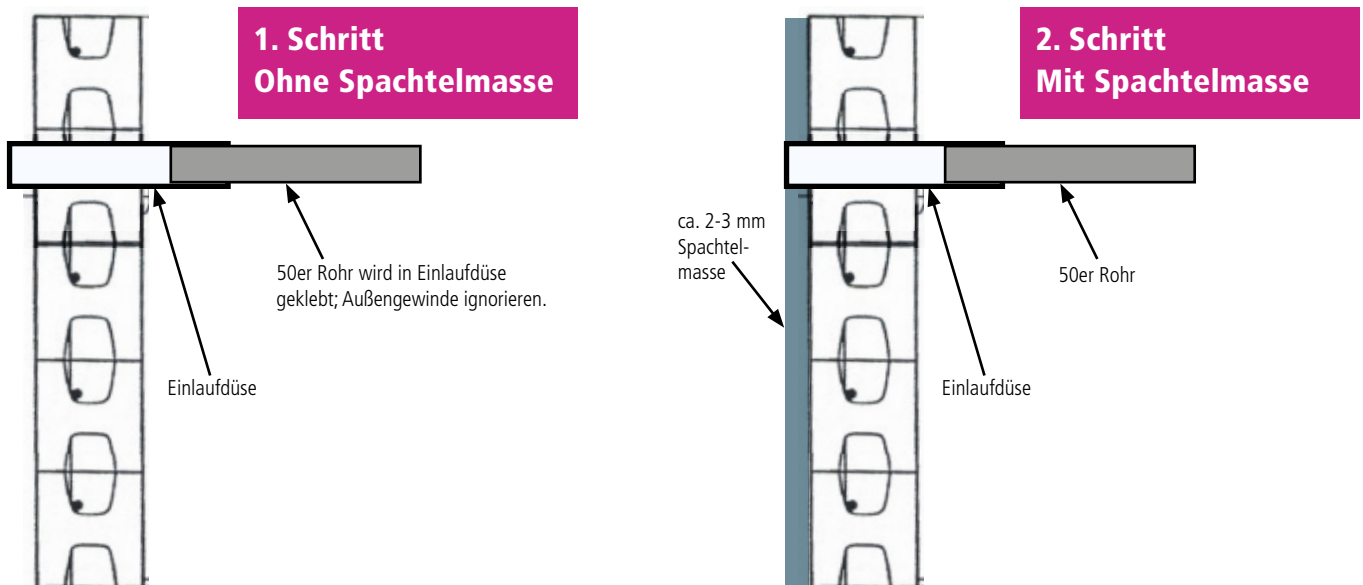 1. Schritt
Ohne Spachtelmasse
50er Rohr wird in Einlaufdüse
geklebt; Außengewinde ignorieren.
Einlaufdüse
2. Schritt
Mit Spachtelmasse
ca. 2-3 mm
Spachtel-
masse
50er Rohr
Einlaufdüse